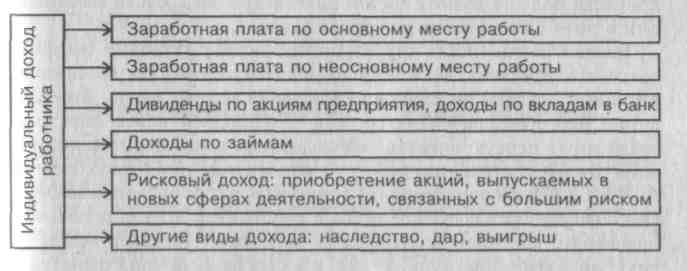 Индивидуальный доход
работника
Заработная плата по основному месту работы
Заработная плата по неосновному месту работы
Дивиденды по акциям предприятия, доходы по вкладам в банк
Доходы по займам
Рисковый доход: приобретение акций, выпускаемых в
новых сферах деятельности, связанных с большим риском
Другие виды дохода: наследство, дар, выигрыш